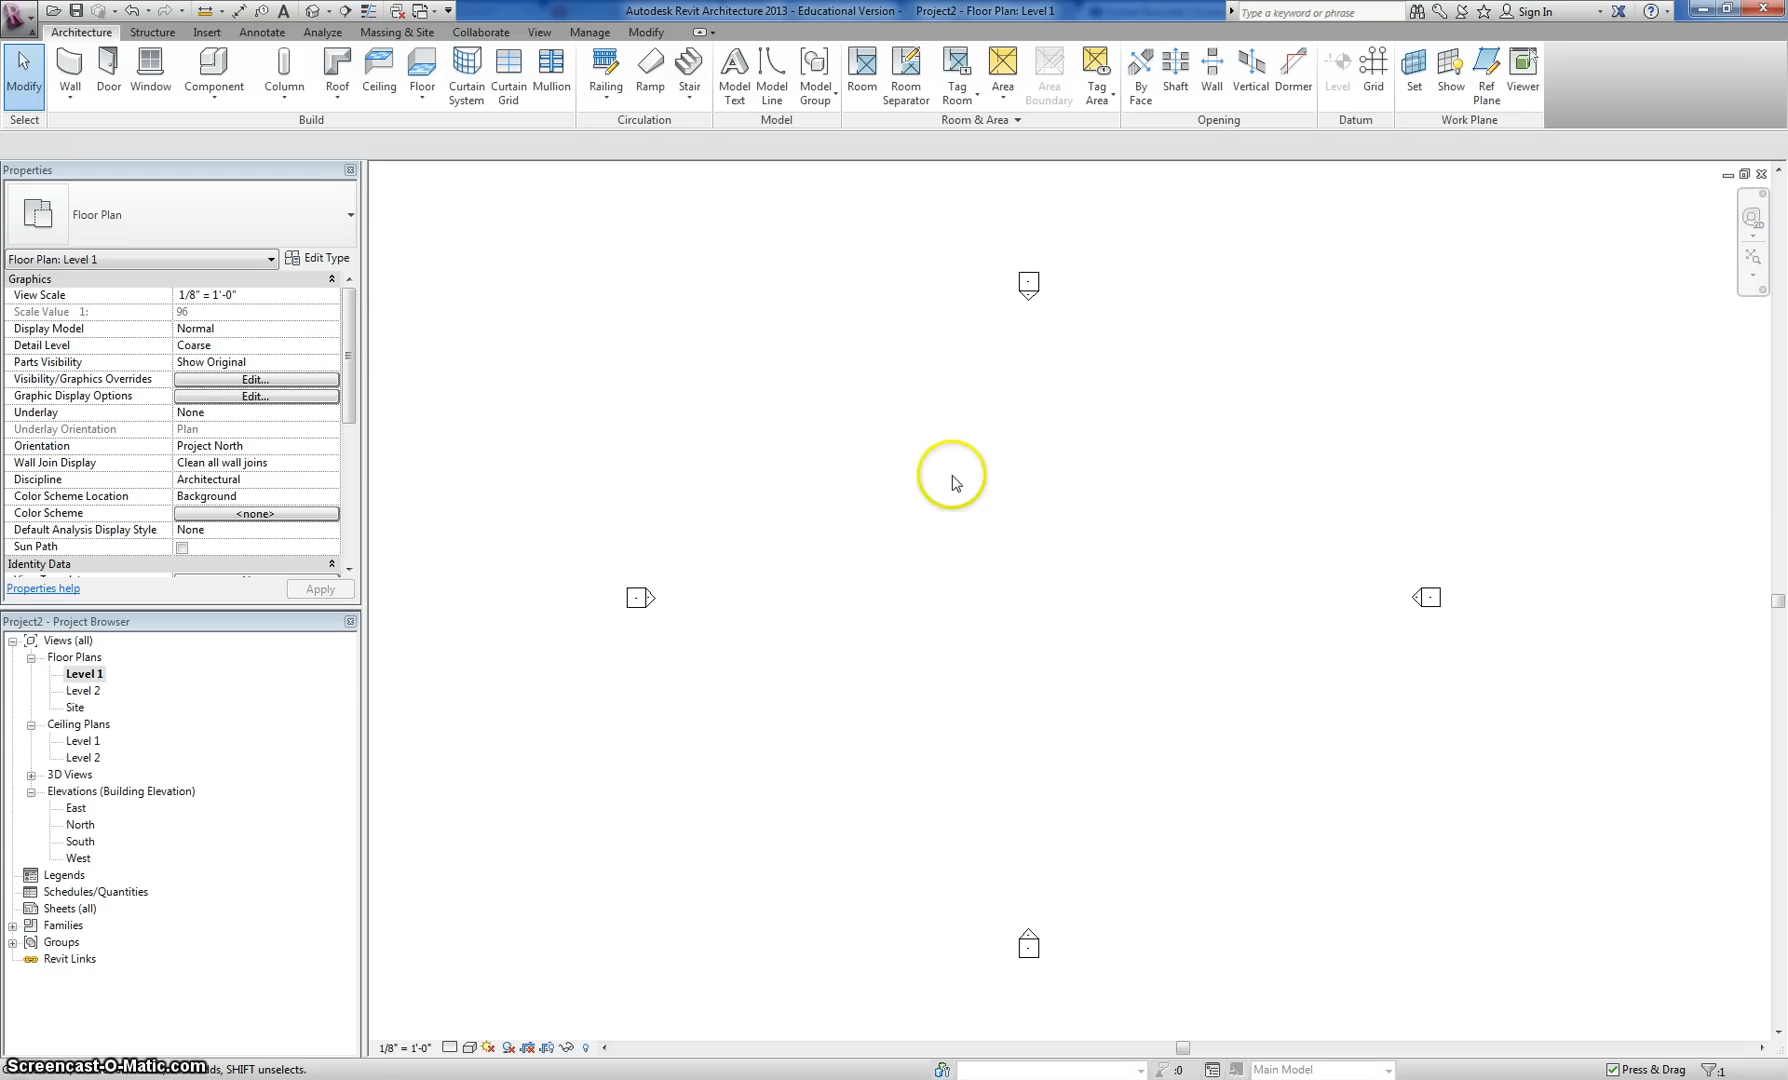 Autodesk Revit Architecture 2013 - Educational Version - Project2 - Floor Plan: Level 1
Type a keyword or phrase
Sign In
Architecture Structure Insert Annotate Analyze Massing & Site Collaborate View Manage Modify
Modify Wall Door Window Component Column Roof Ceiling Floor Curtain System Curtain Grid Mullion Railing Ramp Stair Model Text Model Line Model Group Room Room Separator Tag Room Area Area Boundary Tag Area By Face Shaft Wall Vertical Dormer Level Grid Set Show Ref Plane Viewer
Select Build Circulation Model Room & Area Opening Datum Work Plane
Properties
Floor Plan
Floor Plan: Level 1 Edit Type
Graphics
View Scale 1/8" = 1'-0"
Scale Value 1: 96
Display Model Normal
Detail Level Coarse
Parts Visibility Show Original
Visibility/Graphics Overrides Edit...
Graphic Display Options Edit...
Underlay None
Underlay Orientation Plan
Orientation Project North
Wall Join Display Clean all wall joins
Discipline Architectural
Color Scheme Location Background
Color Scheme <none>
Default Analysis Display Style None
Sun Path
Identity Data
Properties help Apply
Project2 - Project Browser
Views (all)
Floor Plans
Level 1
Level 2
Site
Ceiling Plans
Level 1
Level 2
3D Views
Elevations (Building Elevation)
East
North
South
West
Legends
Schedules/Quantities
Sheets (all)
Families
Groups
Revit Links
2D
1/8" = 1'-0"
Screencast-O-Matic.com
SHIFT unselects.
:0
Main Model
Press & Drag
:1